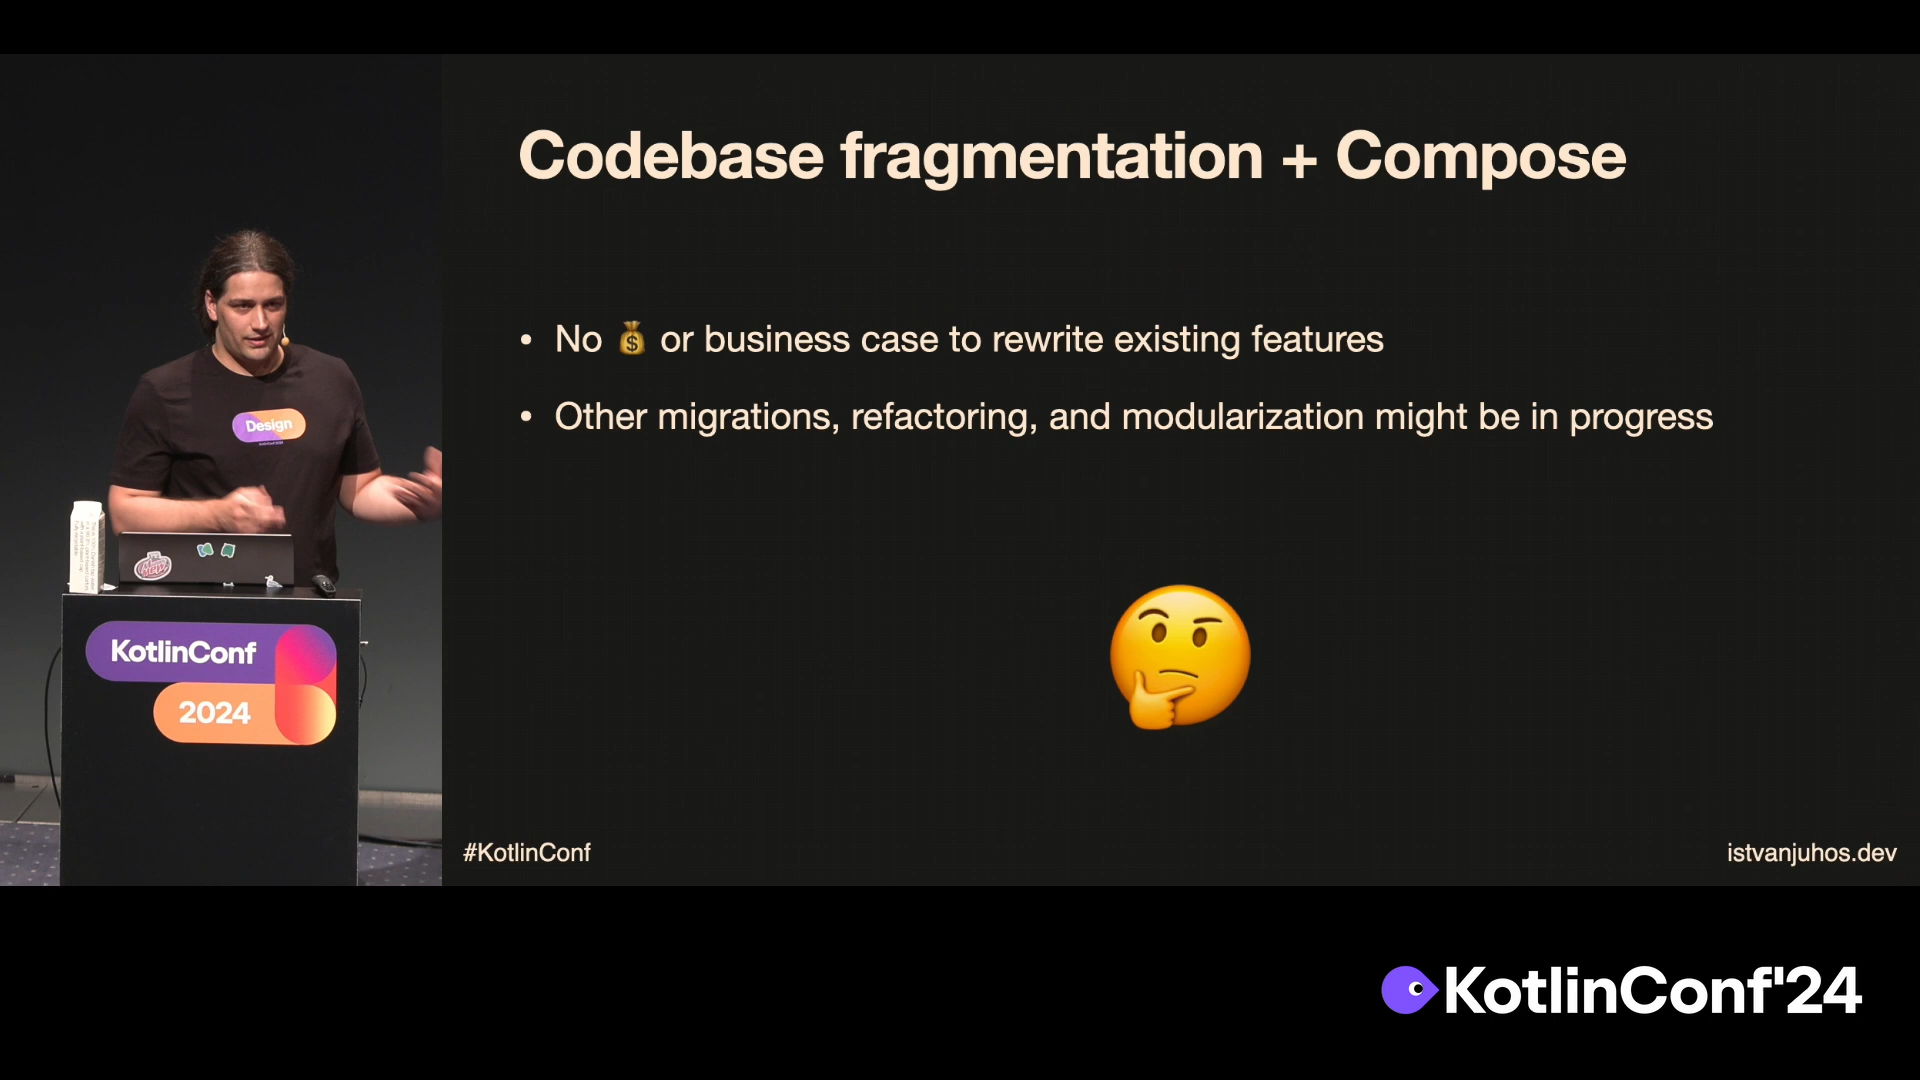 Codebase fragmentation + Compose
• No 💰 or business case to rewrite existing features
• Other migrations, refactoring, and modularization might be in progress
Design
KotlinConf
2024
#KotlinConf
istvanjuhos.dev
KotlinConf'24